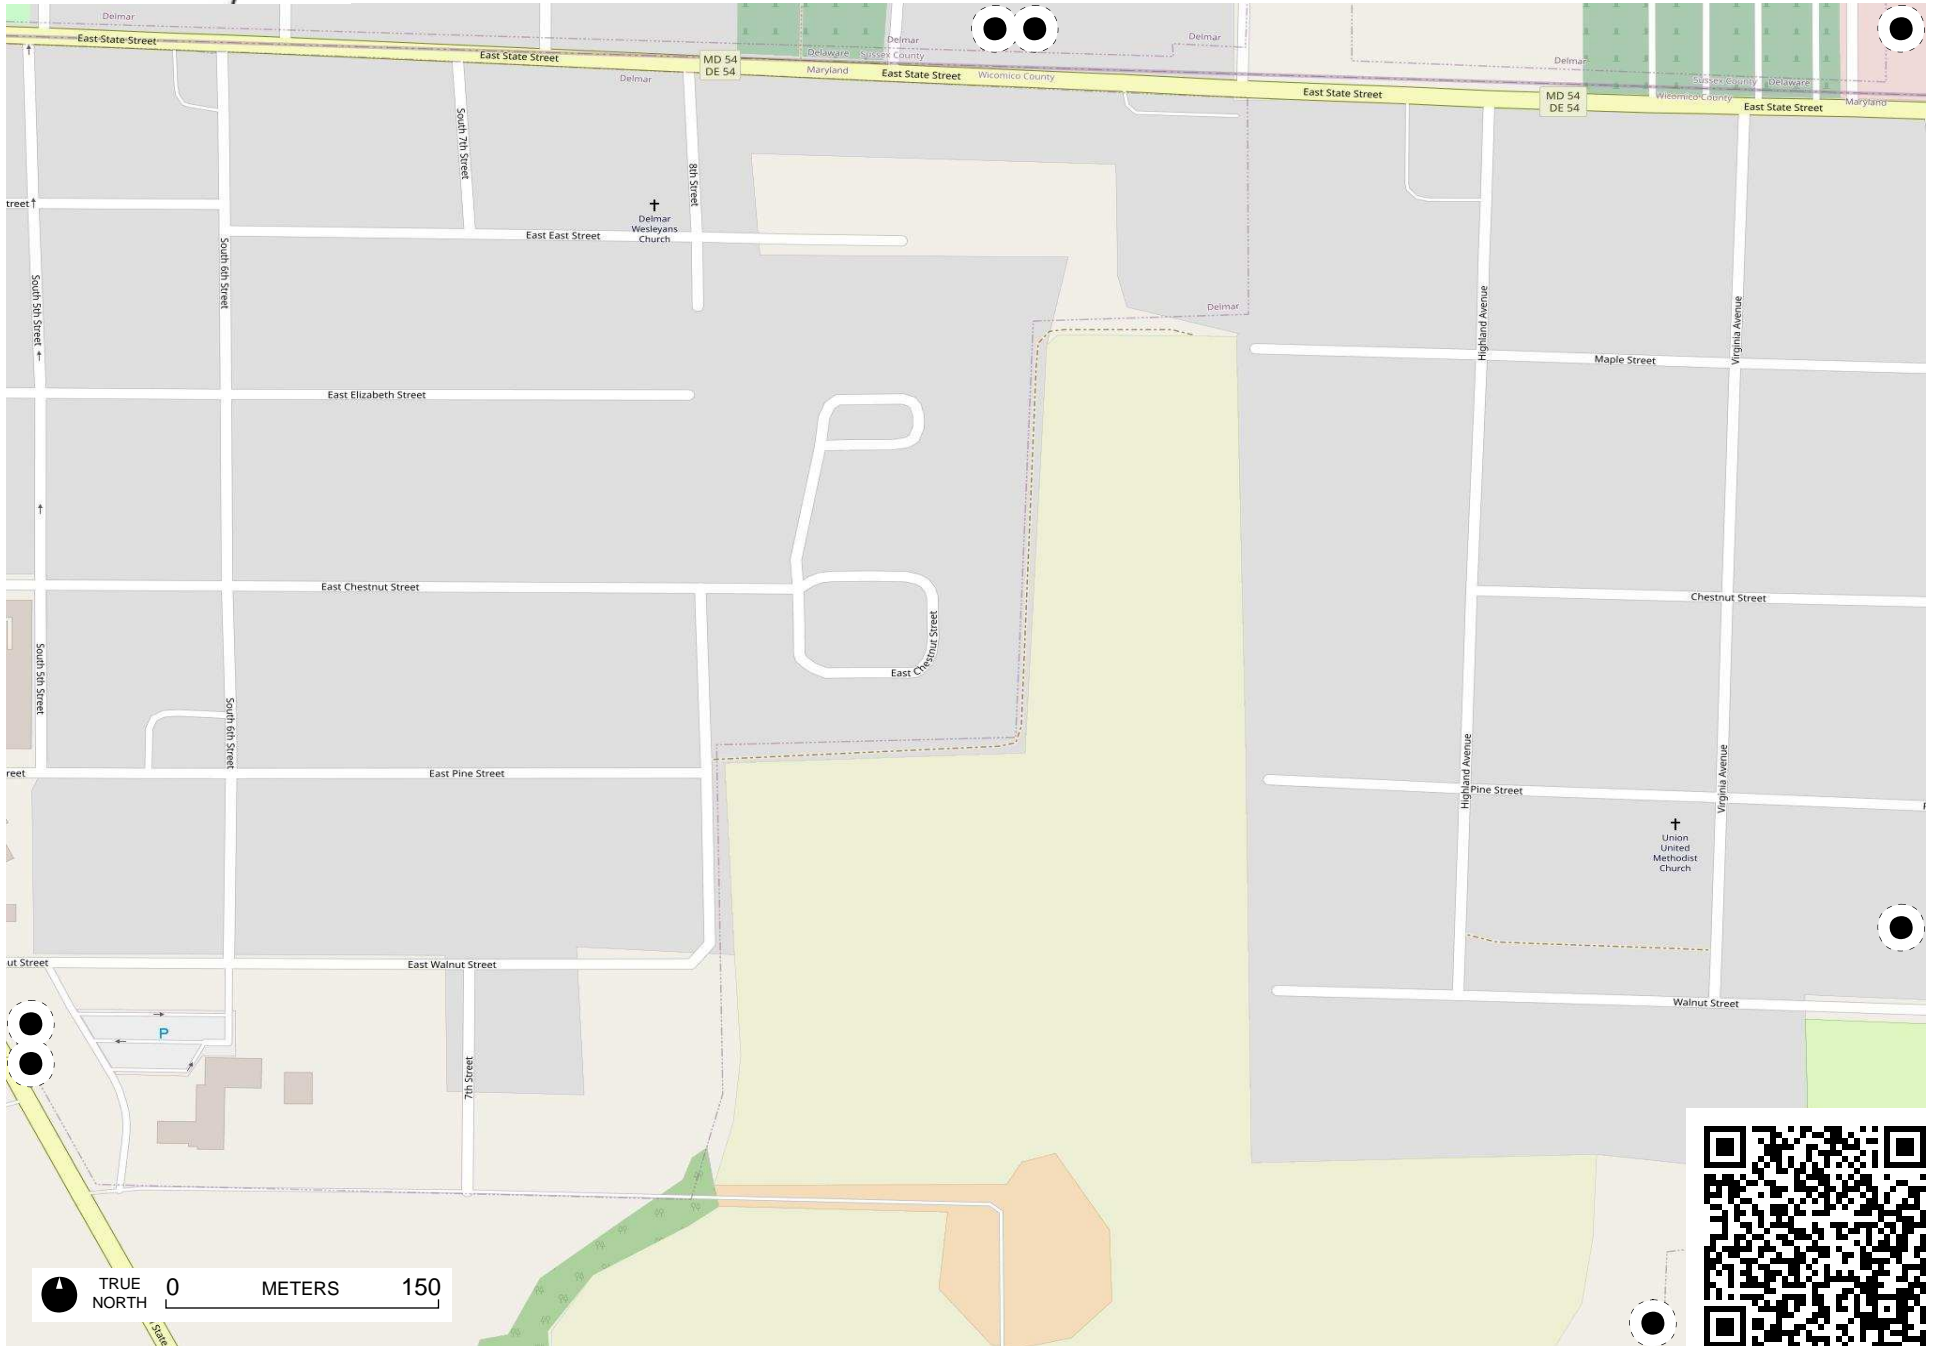 Delmar
East State Street
East State Street
MD 54
DE 54
Delmar
Delmar
Delaware
Sussex County
Maryland
East State Street
Wicomico County
Delmar
East State Street
Delmar
Sussex County
Delaware
MD 54
DE 54
Wicomico County
East State Street
Maryland
South 7th Street
8th Street
treet
Delmar
Wesleyans
Church
East East Street
South 6th Street
South 5th Street
Delmar
Highland Avenue
Virginia Avenue
Maple Street
East Elizabeth Street
East Chestnut Street
East Chestnut Street
Chestnut Street
South 5th Street
South 6th Street
Highland Avenue
Virginia Avenue
reet
East Pine Street
Pine Street
Union
United
Methodist
Church
ut Street
East Walnut Street
Walnut Street
P
7th Street
TRUE
NORTH
0 METERS 150
State